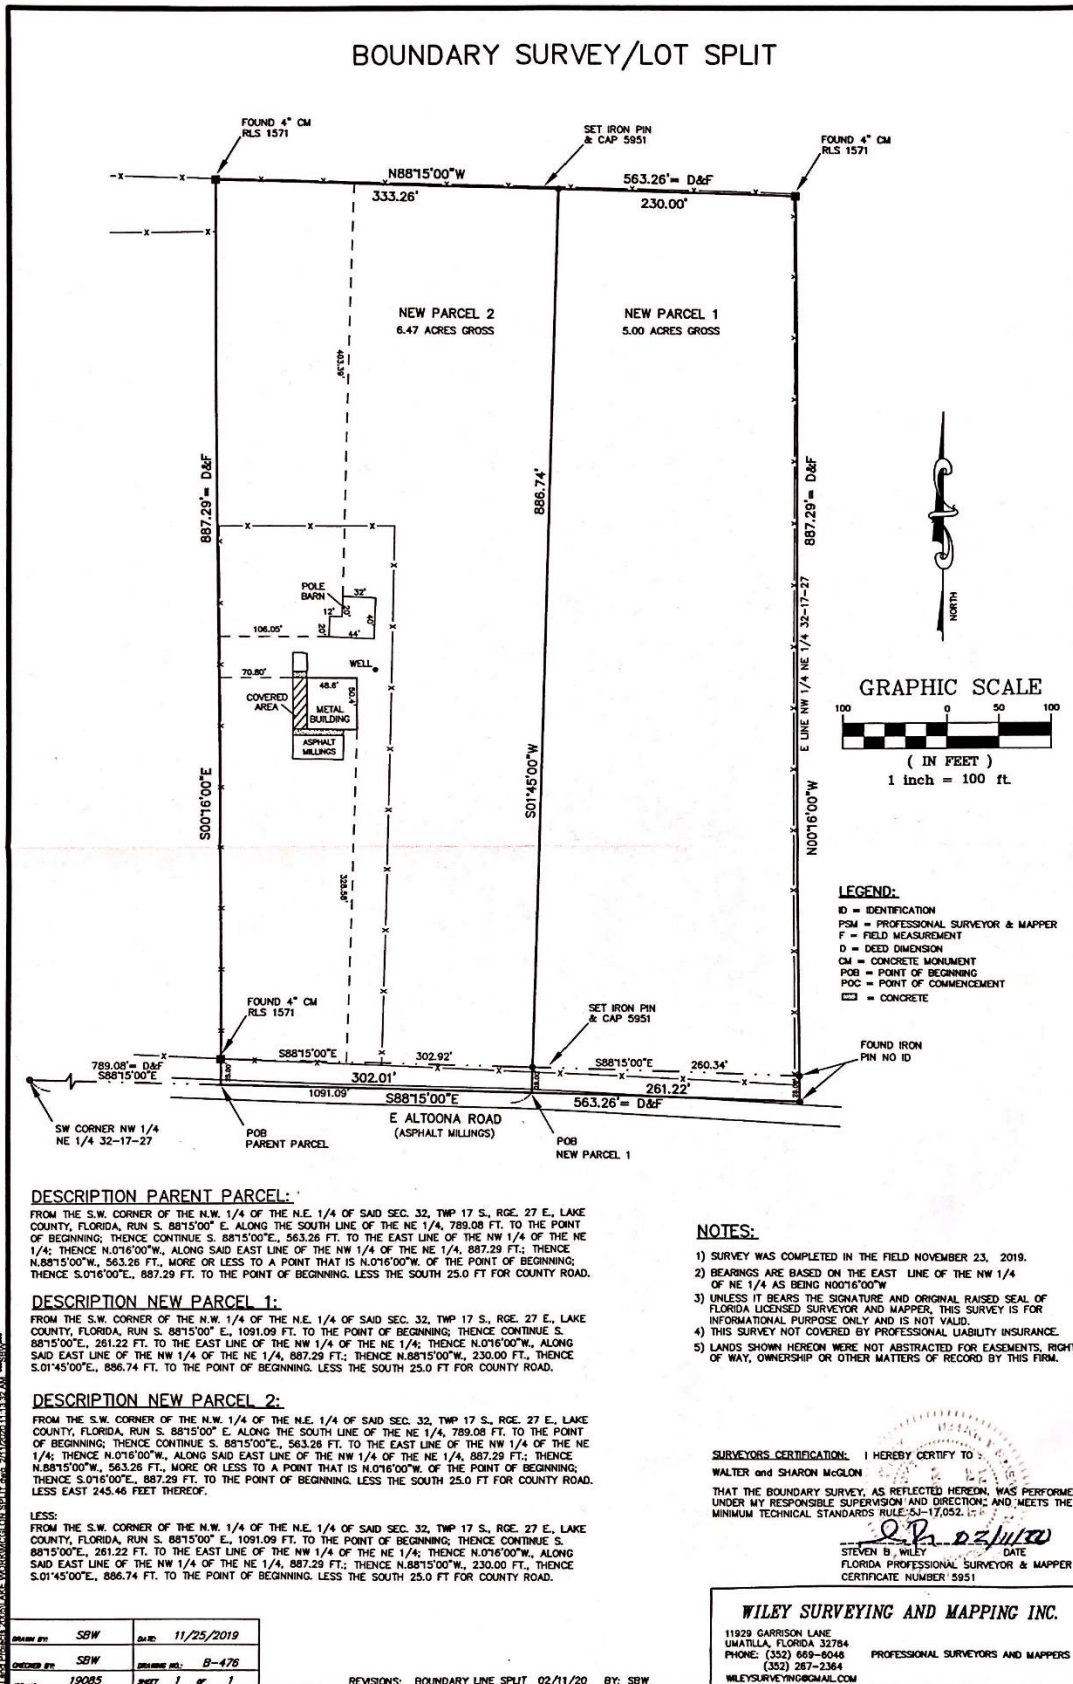 BOUNDARY SURVEY/LOT SPLIT
FOUND 4" CM
RLS 1571
SET IRON PIN
& CAP 5951
FOUND 4" CM
RLS 1571
N88°15'00"W
333.26'
563.26'= D&F
230.00'
NEW PARCEL 2
6.47 ACRES GROSS
NEW PARCEL 1
5.00 ACRES GROSS
403.39'
887.29'= D&F
886.74'
887.29'= D&F
E LINE NW 1/4 NE 1/4 32-17-27
NORTH
POLE
BARN
32'
12'
20'
20'
40'
44'
106.05'
WELL
70.80'
48.6'
50.4'
COVERED
AREA
METAL
BUILDING
ASPHALT
MILLINGS
S00°16'00"E
S01°45'00"W
N00°16'00"W
328.58'
GRAPHIC SCALE
100 0 50 100
( IN FEET )
1 inch = 100 ft.
LEGEND:
ID = IDENTIFICATION
PSM = PROFESSIONAL SURVEYOR & MAPPER
F = FIELD MEASUREMENT
D = DEED DIMENSION
CM = CONCRETE MONUMENT
POB = POINT OF BEGINNING
POC = POINT OF COMMENCEMENT
= CONCRETE
FOUND 4" CM
RLS 1571
SET IRON PIN
& CAP 5951
FOUND IRON
PIN NO ID
789.08'= D&F
S88°15'00"E
S88°15'00"E
302.92'
S88°15'00"E
260.34'
302.01'
261.22'
1091.09'
S88°15'00"E
563.26'= D&F
E ALTOONA ROAD
(ASPHALT MILLINGS)
SW CORNER NW 1/4
NE 1/4 32-17-27
POB
PARENT PARCEL
POB
NEW PARCEL 1
DESCRIPTION PARENT PARCEL:
FROM THE S.W. CORNER OF THE N.W. 1/4 OF THE N.E. 1/4 OF SAID SEC. 32, TWP 17 S., RGE. 27 E., LAKE
COUNTY, FLORIDA, RUN S. 88°15'00" E. ALONG THE SOUTH LINE OF THE NE 1/4, 789.08 FT. TO THE POINT
OF BEGINNING; THENCE CONTINUE S. 88°15'00"E., 563.26 FT. TO THE EAST LINE OF THE NW 1/4 OF THE NE
1/4; THENCE N.0°16'00"W., ALONG SAID EAST LINE OF THE NW 1/4 OF THE NE 1/4, 887.29 FT.; THENCE
N.88°15'00"W., 563.26 FT., MORE OR LESS TO A POINT THAT IS N.0°16'00"W. OF THE POINT OF BEGINNING;
THENCE S.0°16'00"E., 887.29 FT. TO THE POINT OF BEGINNING. LESS THE SOUTH 25.0 FT FOR COUNTY ROAD.
DESCRIPTION NEW PARCEL 1:
FROM THE S.W. CORNER OF THE N.W. 1/4 OF THE N.E. 1/4 OF SAID SEC. 32, TWP 17 S., RGE. 27 E., LAKE
COUNTY, FLORIDA, RUN S. 88°15'00" E., 1091.09 FT. TO THE POINT OF BEGINNING; THENCE CONTINUE S.
88°15'00"E., 261.22 FT. TO THE EAST LINE OF THE NW 1/4 OF THE NE 1/4; THENCE N.0°16'00"W., ALONG
SAID EAST LINE OF THE NW 1/4 OF THE NE 1/4, 887.29 FT.; THENCE N.88°15'00"W., 230.00 FT., THENCE
S.01°45'00"E., 886.74 FT. TO THE POINT OF BEGINNING. LESS THE SOUTH 25.0 FT FOR COUNTY ROAD.
DESCRIPTION NEW PARCEL 2:
FROM THE S.W. CORNER OF THE N.W. 1/4 OF THE N.E. 1/4 OF SAID SEC. 32, TWP 17 S., RGE. 27 E., LAKE
COUNTY, FLORIDA, RUN S. 88°15'00" E. ALONG THE SOUTH LINE OF THE NE 1/4, 789.08 FT. TO THE POINT
OF BEGINNING; THENCE CONTINUE S. 88°15'00"E., 563.26 FT. TO THE EAST LINE OF THE NW 1/4 OF THE NE
1/4; THENCE N.0°16'00"W., ALONG SAID EAST LINE OF THE NW 1/4 OF THE NE 1/4, 887.29 FT.; THENCE
N.88°15'00"W., 563.26 FT., MORE OR LESS TO A POINT THAT IS N.0°16'00"W. OF THE POINT OF BEGINNING;
THENCE S.0°16'00"E., 887.29 FT. TO THE POINT OF BEGINNING. LESS THE SOUTH 25.0 FT FOR COUNTY ROAD.
LESS EAST 245.46 FEET THEREOF.
LESS:
FROM THE S.W. CORNER OF THE N.W. 1/4 OF THE N.E. 1/4 OF SAID SEC. 32, TWP 17 S., RGE. 27 E., LAKE
COUNTY, FLORIDA, RUN S. 88°15'00" E., 1091.09 FT. TO THE POINT OF BEGINNING; THENCE CONTINUE S.
88°15'00"E., 261.22 FT. TO THE EAST LINE OF THE NW 1/4 OF THE NE 1/4; THENCE N.0°16'00"W., ALONG
SAID EAST LINE OF THE NW 1/4 OF THE NE 1/4, 887.29 FT.; THENCE N.88°15'00"W., 230.00 FT., THENCE
S.01°45'00"E., 886.74 FT. TO THE POINT OF BEGINNING. LESS THE SOUTH 25.0 FT FOR COUNTY ROAD.
NOTES:
1) SURVEY WAS COMPLETED IN THE FIELD NOVEMBER 23, 2019.
2) BEARINGS ARE BASED ON THE EAST LINE OF THE NW 1/4
OF NE 1/4 AS BEING N00°16'00"W
3) UNLESS IT BEARS THE SIGNATURE AND ORIGINAL RAISED SEAL OF
FLORIDA LICENSED SURVEYOR AND MAPPER, THIS SURVEY IS FOR
INFORMATIONAL PURPOSE ONLY AND IS NOT VALID.
4) THIS SURVEY NOT COVERED BY PROFESSIONAL LIABILITY INSURANCE.
5) LANDS SHOWN HEREON WERE NOT ABSTRACTED FOR EASEMENTS, RIGHT
OF WAY, OWNERSHIP OR OTHER MATTERS OF RECORD BY THIS FIRM.
SURVEYORS CERTIFICATION: I HEREBY CERTIFY TO :
WALTER and SHARON McGLON
THAT THE BOUNDARY SURVEY, AS REFLECTED HEREON, WAS PERFORME
UNDER MY RESPONSIBLE SUPERVISION AND DIRECTION; AND MEETS THE
MINIMUM TECHNICAL STANDARDS RULE 5J-17.052.
02/11/20
STEVEN B. WILEY DATE
FLORIDA PROFESSIONAL SURVEYOR & MAPPER
CERTIFICATE NUMBER 5951
WILEY SURVEYING AND MAPPING INC.
11929 GARRISON LANE
UMATILLA, FLORIDA 32784
PHONE: (352) 669-6048 PROFESSIONAL SURVEYORS AND MAPPERS
(352) 267-2364
WILEYSURVEYING@GMAIL.COM
DRAWN BY: SBW DATE: 11/25/2019
CHECKED BY: SBW DRAWING NO.: B-476
19085 SHEET 1 OF 1
REVISIONS: BOUNDARY LINE SPLIT 02/11/20 BY: SBW